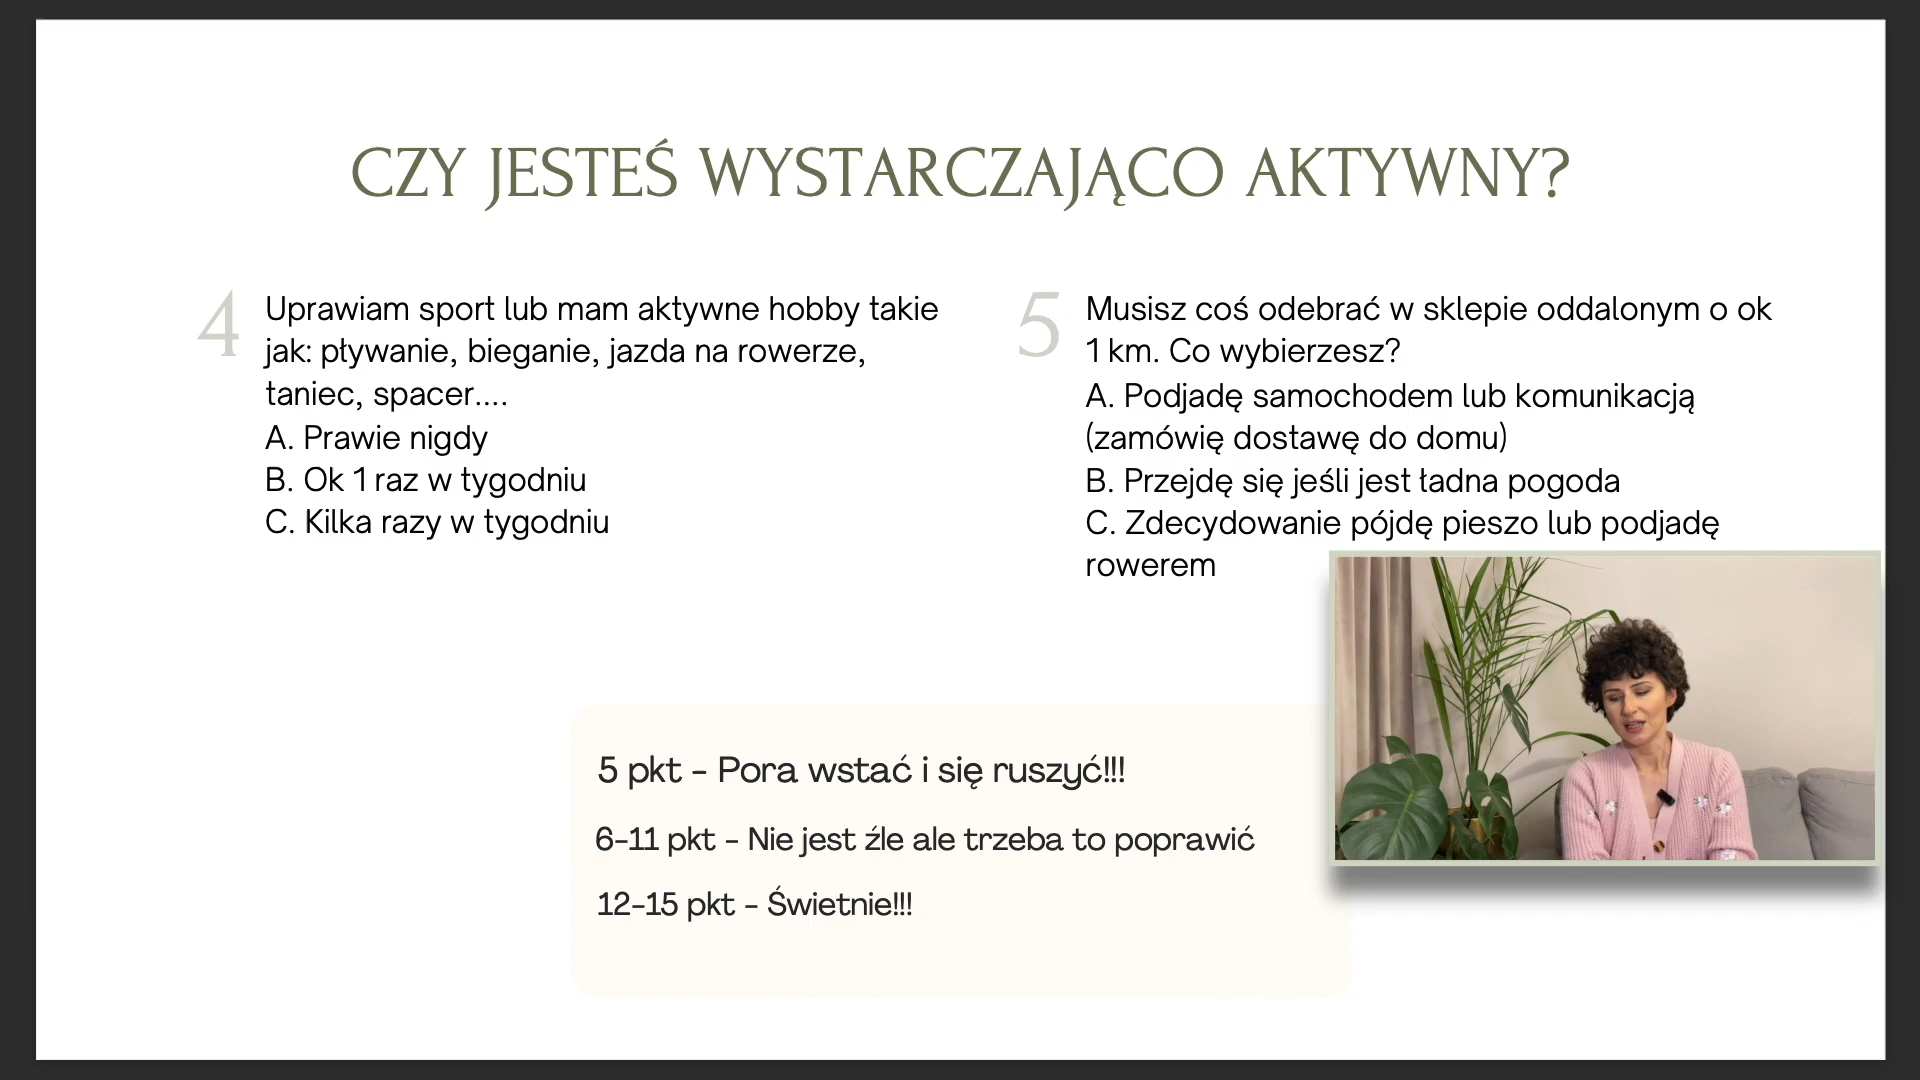 CZY JESTEŚ WYSTARCZAJĄCO AKTYWNY?
4
Uprawiam sport lub mam aktywne hobby takie
jak: pływanie, bieganie, jazda na rowerze,
taniec, spacer....
A. Prawie nigdy
B. Ok 1 raz w tygodniu
C. Kilka razy w tygodniu
5
Musisz coś odebrać w sklepie oddalonym o ok
1 km. Co wybierzesz?
A. Podjadę samochodem lub komunikacją
(zamówię dostawę do domu)
B. Przejdę się jeśli jest ładna pogoda
C. Zdecydowanie pójdę pieszo lub podjadę
rowerem
5 pkt - Pora wstać i się ruszyć!!!
6-11 pkt - Nie jest źle ale trzeba to poprawić
12-15 pkt - Świetnie!!!